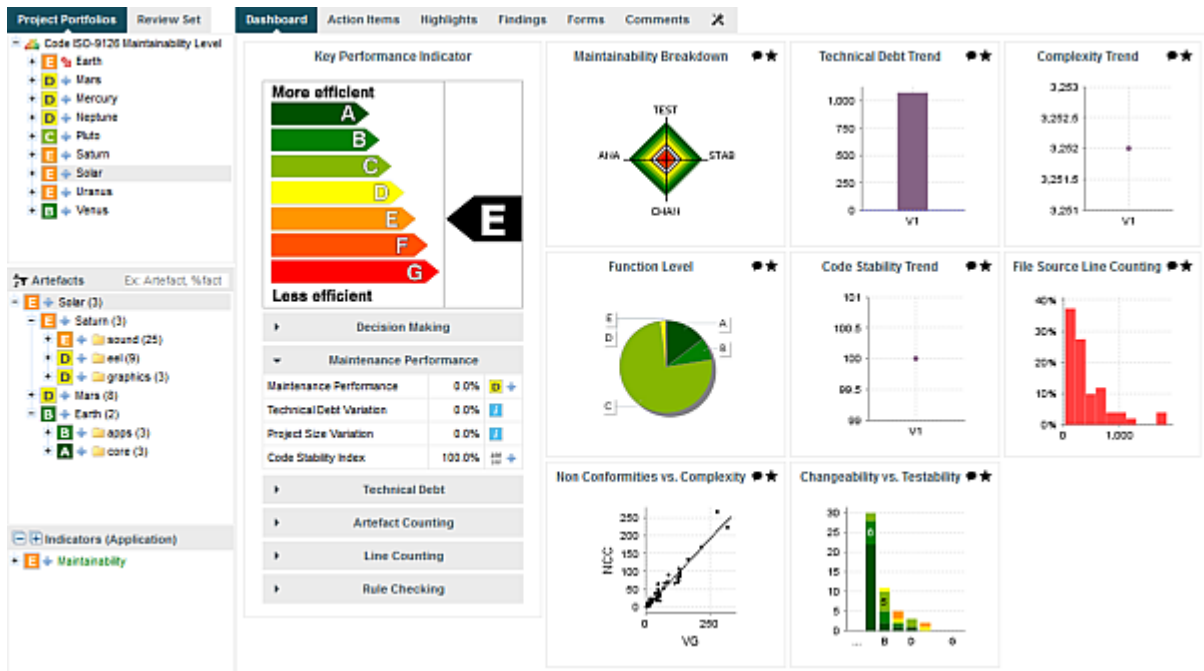 Project Portfolios
Review Set
Code ISO-9126 Maintainability Level
E Earth
D Mars
D Mercury
D Neptune
C Pluto
E Saturn
E Solar
E Uranus
B Venus
Artefacts
Ex: Artefact, %fact
E Solar (3)
E Saturn (3)
E sound (25)
D eel (9)
D graphics (3)
D Mars (8)
B Earth (2)
B apps (3)
A core (3)
Indicators (Application)
E Maintainability
Dashboard
Action Items
Highlights
Findings
Forms
Comments
Key Performance Indicator
More efficient
A
B
C
D
E
F
G
E
Less efficient
Decision Making
Maintenance Performance
Maintenance Performance 0.0% D
Technical Debt Variation 0.0%
Project Size Variation 0.0%
Code Stability Index 100.0%
Technical Debt
Artefact Counting
Line Counting
Rule Checking
Maintainability Breakdown
TEST
ANA
STAB
CHAN
Technical Debt Trend
1,000
750
500
250
0
V1
Complexity Trend
3,253
3,252.5
3,252
3,251.5
3,251
V1
Function Level
E
D
A
B
C
Code Stability Trend
101
100.5
100
99.5
99
V1
File Source Line Counting
40%
30%
20%
10%
0%
0
1,000
Non Conformities vs. Complexity
NCC
250
200
150
100
50
0
0
250
VG
Changeability vs. Testability
30
25
20
15
10
5
0
...
B
D
G